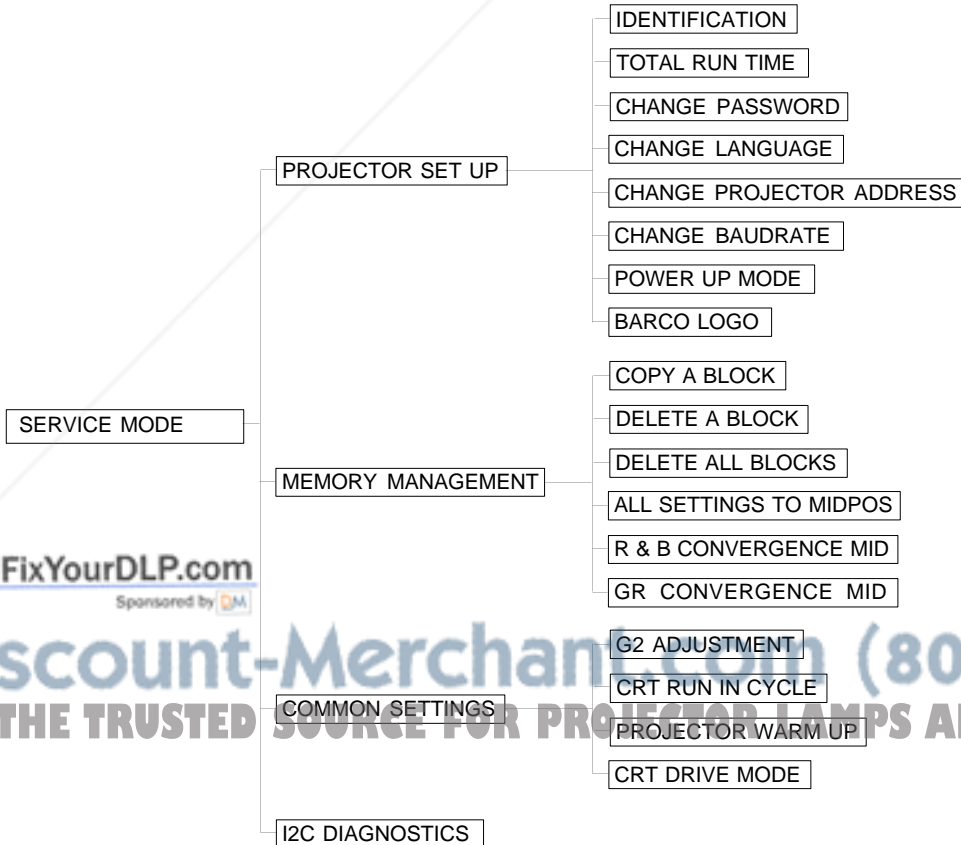 IDENTIFICATION
TOTAL RUN TIME
CHANGE PASSWORD
CHANGE LANGUAGE
PROJECTOR SET UP
CHANGE PROJECTOR ADDRESS
CHANGE BAUDRATE
POWER UP MODE
BARCO LOGO
COPY A BLOCK
SERVICE MODE
DELETE A BLOCK
DELETE ALL BLOCKS
MEMORY MANAGEMENT
ALL SETTINGS TO MIDPOS
R & B CONVERGENCE MID
GR CONVERGENCE MID
FixYourDLP.com
Sponsored by DM
scount-Merchant.com (80
G2 ADJUSTMENT
CRT RUN IN CYCLE
COMMON SETTINGS
THE TRUSTED SOURCE FOR PROJECTOR LAMPS A
PROJECTOR WARM UP
CRT DRIVE MODE
I2C DIAGNOSTICS